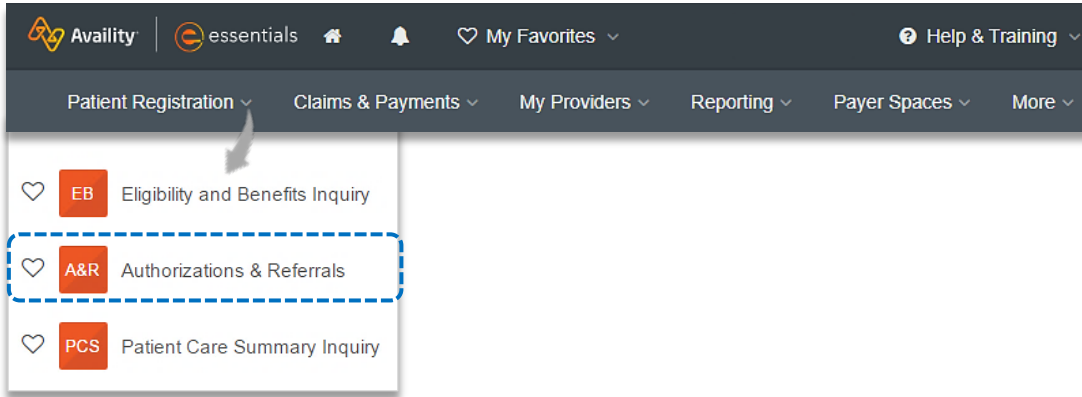 Availity essentials My Favorites Help & Training
Patient Registration Claims & Payments My Providers Reporting Payer Spaces More
EB Eligibility and Benefits Inquiry
A&R Authorizations & Referrals
PCS Patient Care Summary Inquiry